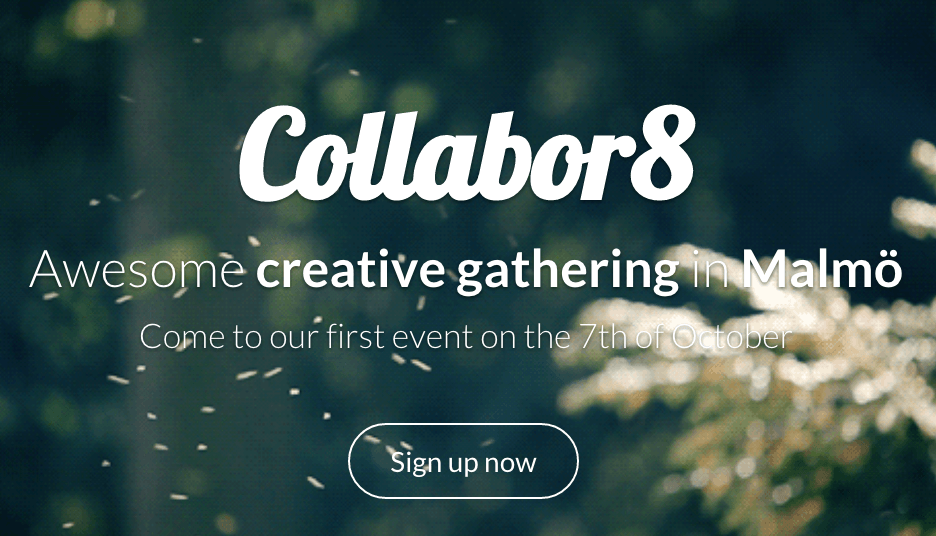 Collabor8
Awesome creative gathering in Malmö
Come to our first event on the 7th of October
Sign up now